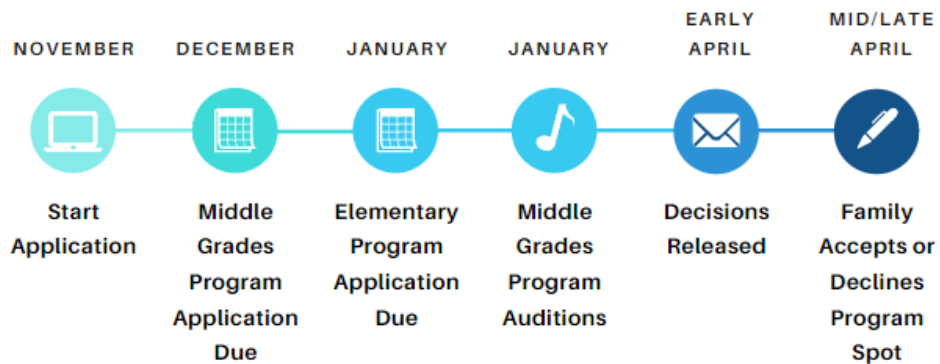 NOVEMBER
Start
Application
DECEMBER
Middle
Grades
Program
Application
Due
JANUARY
Elementary
Program
Application
Due
JANUARY
Middle
Grades
Program
Auditions
EARLY
APRIL
Decisions
Released
MID/LATE
APRIL
Family
Accepts or
Declines
Program
Spot